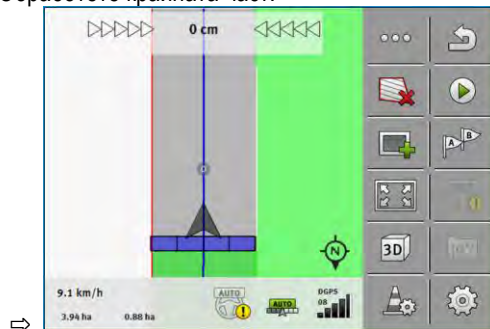 0 cm
A B
3D
N
9.1 km/h
3.94 ha 0.88 ha
AUTO
AUTO
DGPS
08